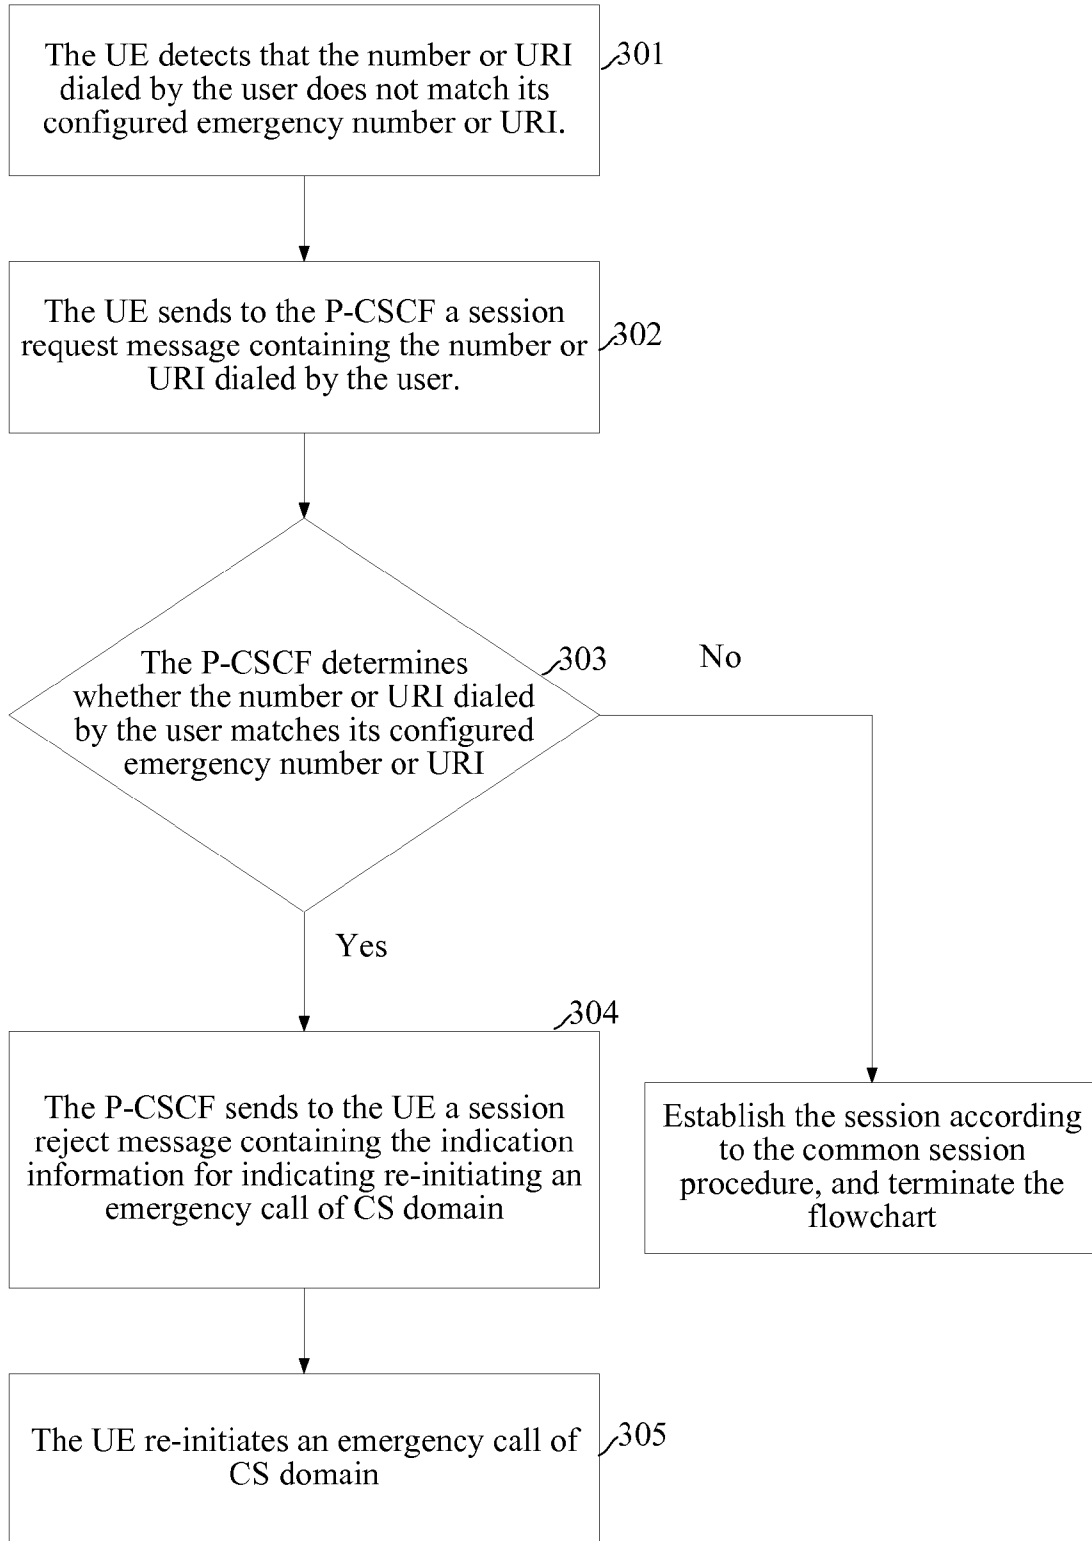 The UE detects that the number or URI
dialed by the user does not match its
configured emergency number or URI.
301
The UE sends to the P-CSCF a session
request message containing the number or
URI dialed by the user.
302
The P-CSCF determines
whether the number or URI dialed
by the user matches its configured
emergency number or URI
303
No
Yes
304
The P-CSCF sends to the UE a session
reject message containing the indication
information for indicating re-initiating an
emergency call of CS domain
Establish the session according
to the common session
procedure, and terminate the
flowchart
The UE re-initiates an emergency call of
CS domain
305